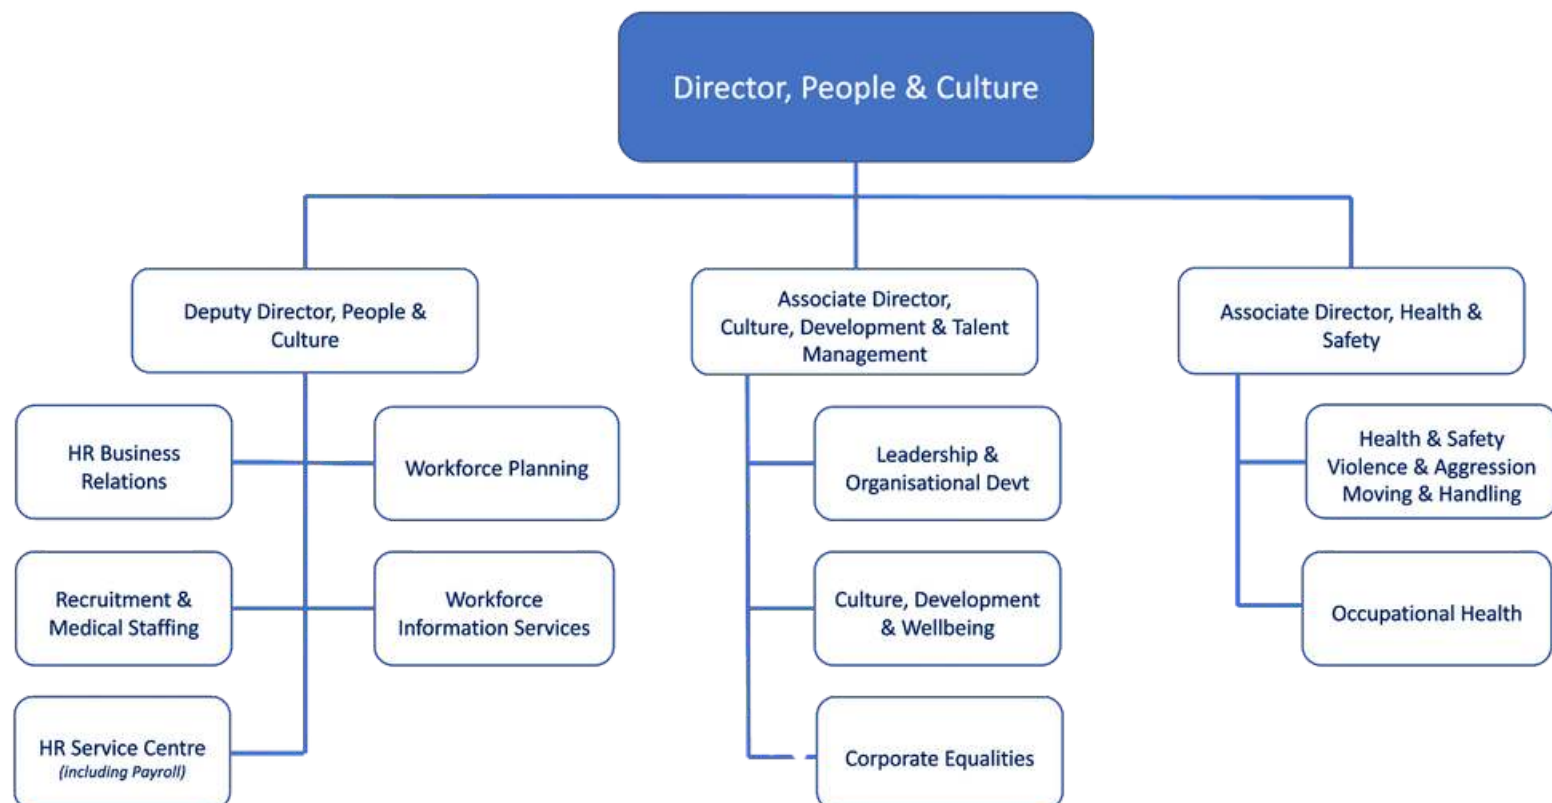 Director, People & Culture
Deputy Director, People &
Culture
Associate Director,
Culture, Development & Talent
Management
Associate Director, Health &
Safety
HR Business
Relations
Workforce Planning
Leadership &
Organisational Devt
Health & Safety
Violence & Aggression
Moving & Handling
Recruitment &
Medical Staffing
Workforce
Information Services
Culture, Development
& Wellbeing
Occupational Health
HR Service Centre
(including Payroll)
Corporate Equalities